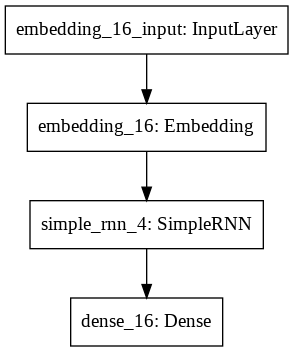 embedding_16_input: InputLayer
embedding_16: Embedding
simple_rnn_4: SimpleRNN
dense_16: Dense